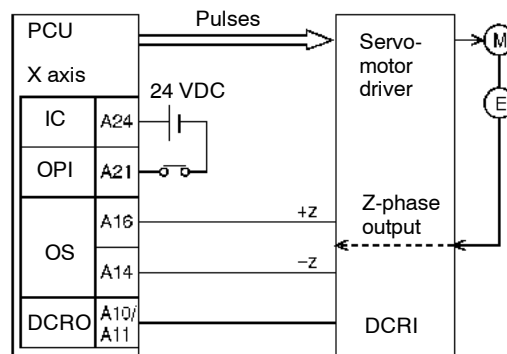 PCU
Pulses
Servo-
motor
driver
M
X axis
24 VDC
E
IC
A24
OPI
A21
OS
A16
+z
Z-phase
output
A14
−z
DCRO
A10/
A11
DCRI